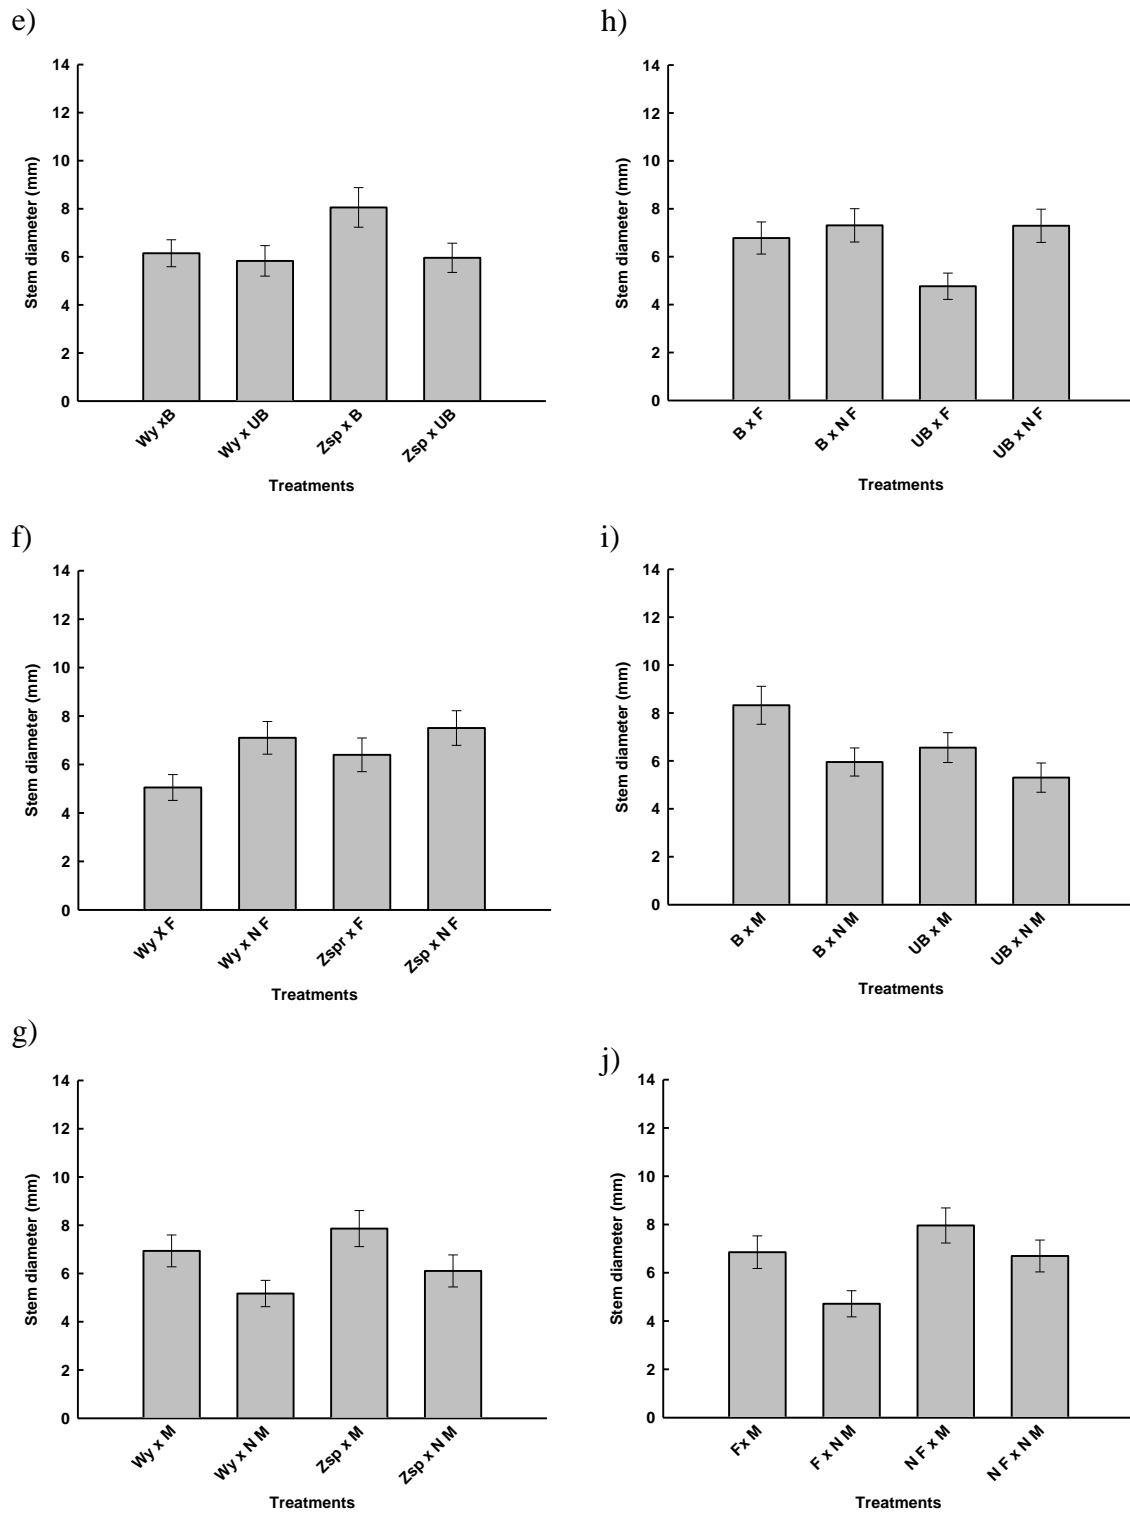 e)
14
12
10
8
6
4
2
0
Stem diameter (mm)
Wy xB
Wy x UB
Zsp x B
Zsp x UB
Treatments
h)
14
12
10
8
6
4
2
0
Stem diameter (mm)
B x F
B x N F
UB x F
UB x N F
Treatments
f)
14
12
10
8
6
4
2
0
Stem diameter (mm)
Wy X F
Wy x N F
Zspr x F
Zsp x N F
Treatments
i)
14
12
10
8
6
4
2
0
Stem diameter (mm)
B x M
B x N M
UB x M
UB x N M
Treatments
g)
14
12
10
8
6
4
2
0
Stem diameter (mm)
Wy x M
Wy x N M
Zsp x M
Zsp x N M
Treatments
j)
14
12
10
8
6
4
2
0
Stem diameter (mm)
Fx M
F x N M
N F x M
N F x N M
Treatments